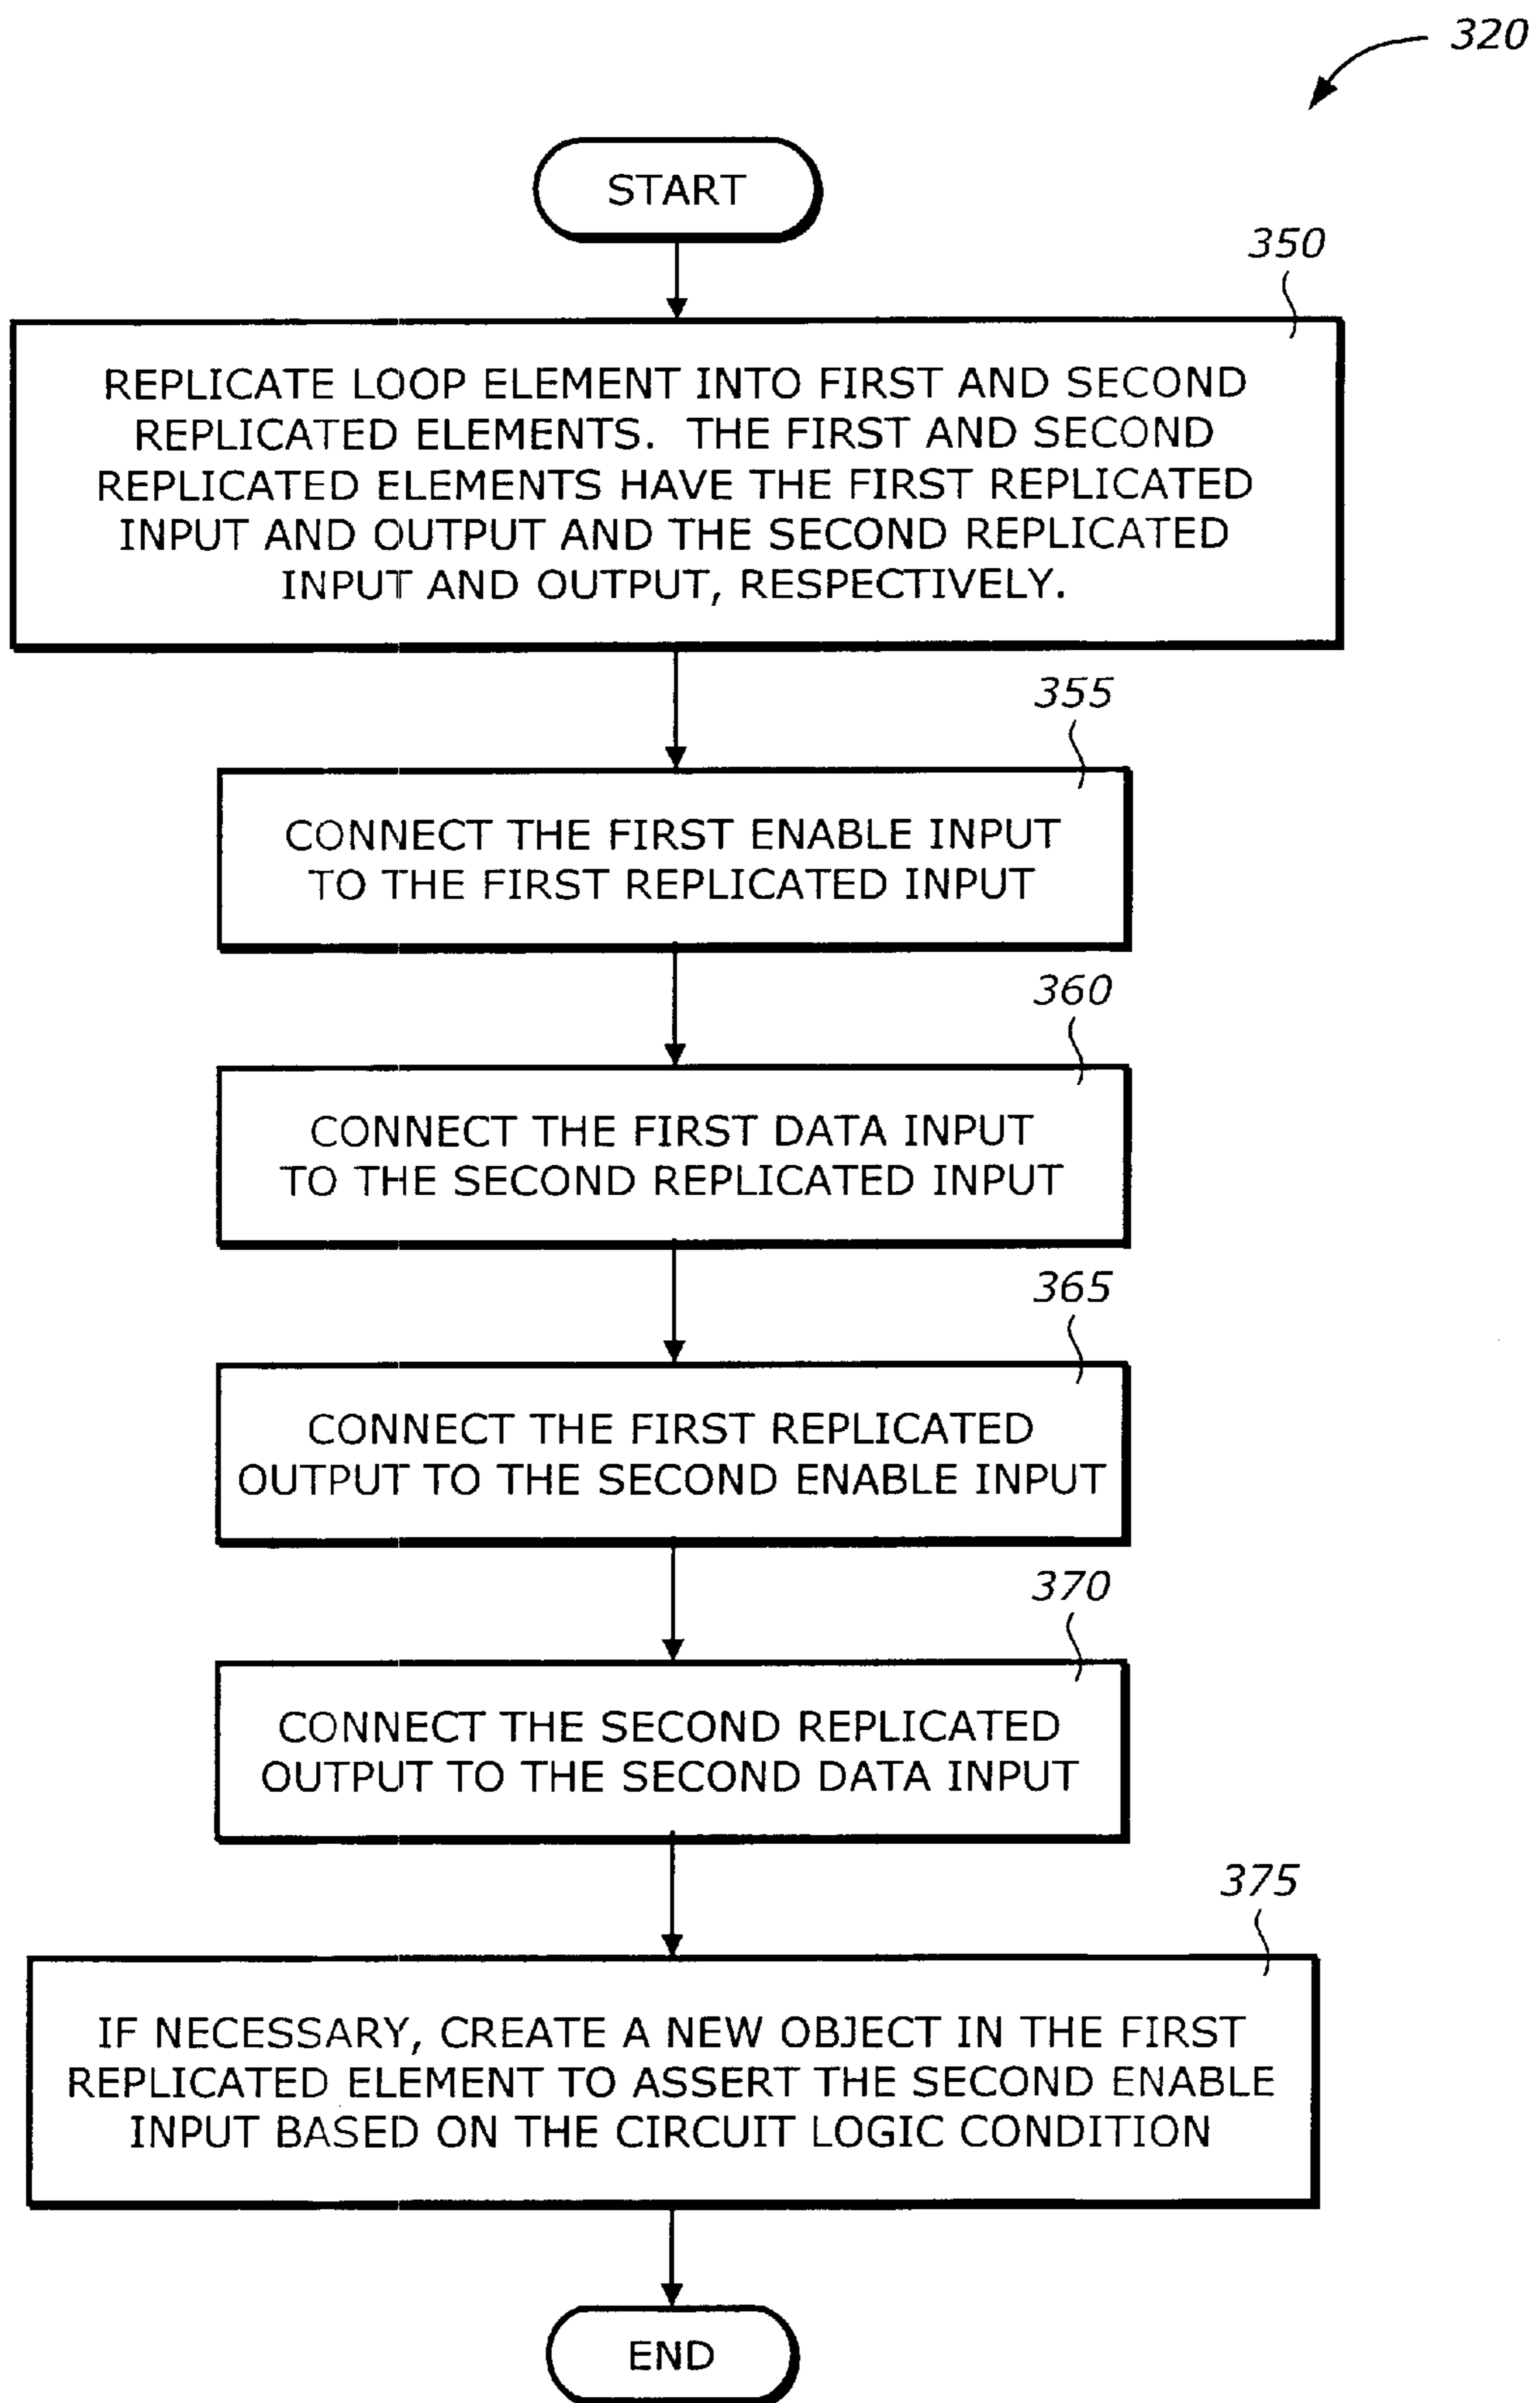 320
START
350
REPLICATE LOOP ELEMENT INTO FIRST AND SECOND
REPLICATED ELEMENTS. THE FIRST AND SECOND
REPLICATED ELEMENTS HAVE THE FIRST REPLICATED
INPUT AND OUTPUT AND THE SECOND REPLICATED
INPUT AND OUTPUT, RESPECTIVELY.
355
CONNECT THE FIRST ENABLE INPUT
TO THE FIRST REPLICATED INPUT
360
CONNECT THE FIRST DATA INPUT
TO THE SECOND REPLICATED INPUT
365
CONNECT THE FIRST REPLICATED
OUTPUT TO THE SECOND ENABLE INPUT
370
CONNECT THE SECOND REPLICATED
OUTPUT TO THE SECOND DATA INPUT
375
IF NECESSARY, CREATE A NEW OBJECT IN THE FIRST
REPLICATED ELEMENT TO ASSERT THE SECOND ENABLE
INPUT BASED ON THE CIRCUIT LOGIC CONDITION
END